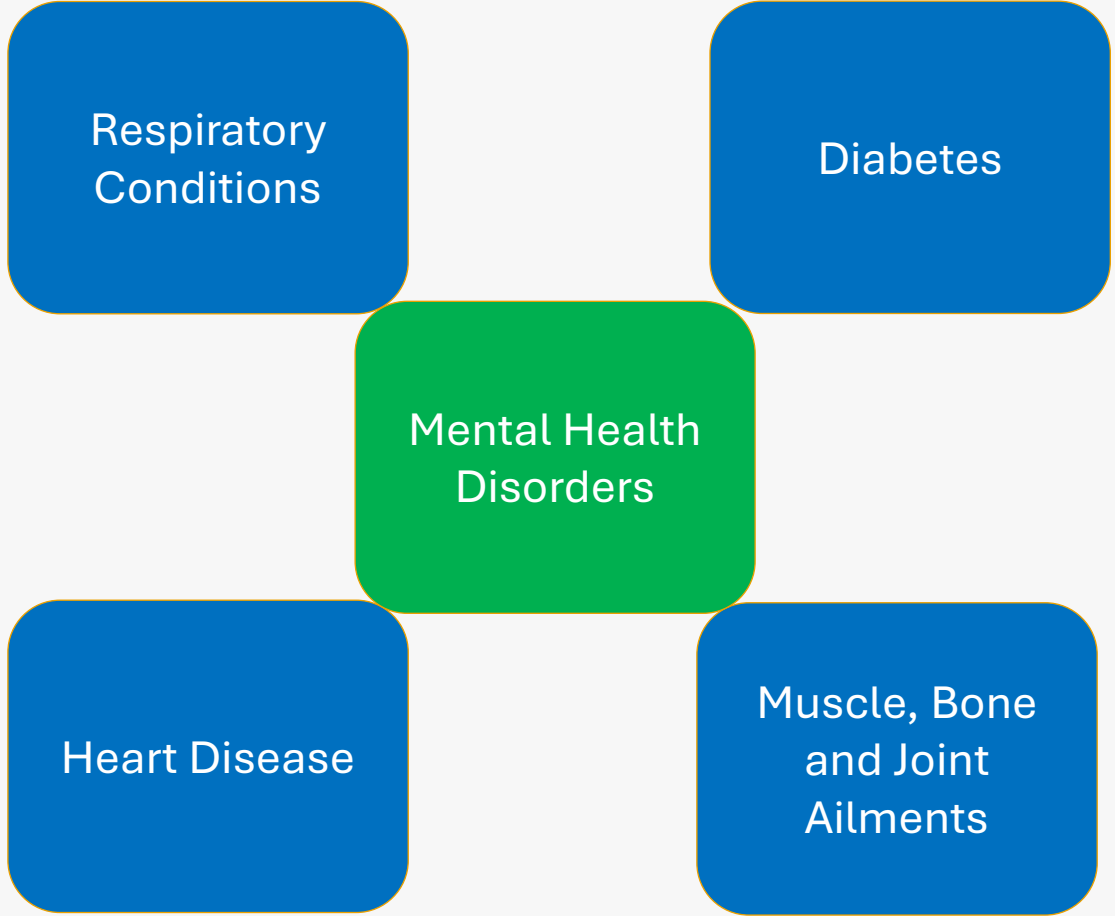 Respiratory
Conditions
Diabetes
Mental Health
Disorders
Heart Disease
Muscle, Bone
and Joint
Ailments